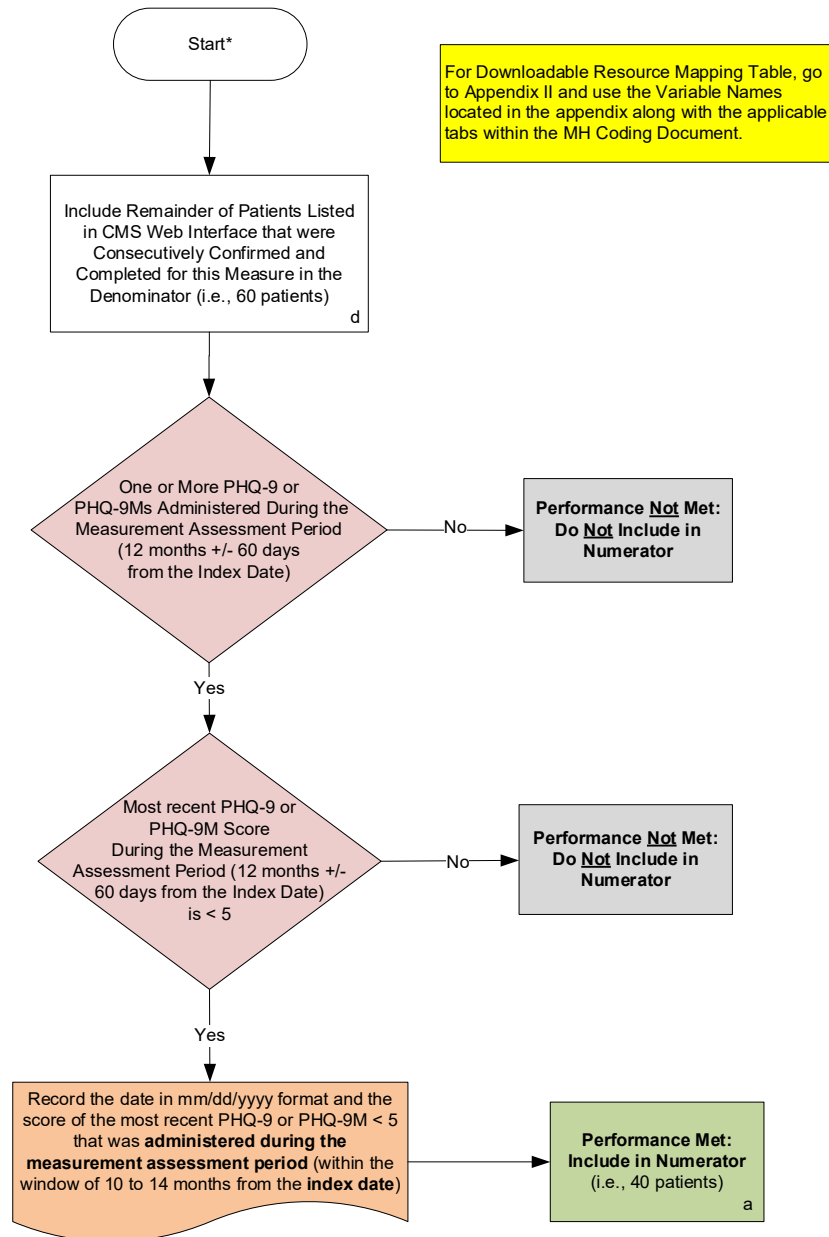 Start*
For Downloadable Resource Mapping Table, go
to Appendix II and use the Variable Names
located in the appendix along with the applicable
tabs within the MH Coding Document.
Include Remainder of Patients Listed
in CMS Web Interface that were
Consecutively Confirmed and
Completed for this Measure in the
Denominator (i.e., 60 patients)
d
One or More PHQ-9 or
PHQ-9Ms Administered During the
Measurement Assessment Period
(12 months +/- 60 days
from the Index Date)
No
Performance Not Met:
Do Not Include in
Numerator
Yes
Most recent PHQ-9 or
PHQ-9M Score
During the Measurement
Assessment Period (12 months +/-
60 days from the Index Date)
is < 5
No
Performance Not Met:
Do Not Include in
Numerator
Yes
Record the date in mm/dd/yyyy format and the
score of the most recent PHQ-9 or PHQ-9M < 5
that was administered during the
measurement assessment period (within the
window of 10 to 14 months from the index date)
Performance Met:
Include in Numerator
(i.e., 40 patients)
a